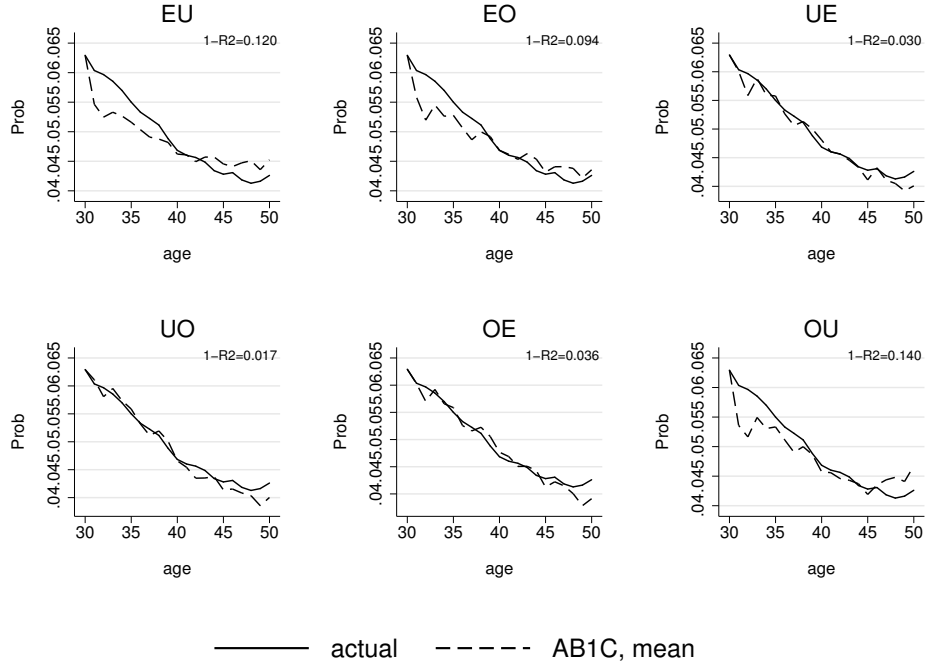 EU
1−R2=0.120
Prob
.04.045.05.055.06.065
30 35 40 45 50
age
EO
1−R2=0.094
Prob
.04.045.05.055.06.065
30 35 40 45 50
age
UE
1−R2=0.030
Prob
.04.045.05.055.06.065
30 35 40 45 50
age
UO
1−R2=0.017
Prob
.04.045.05.055.06.065
30 35 40 45 50
age
OE
1−R2=0.036
Prob
.04.045.05.055.06.065
30 35 40 45 50
age
OU
1−R2=0.140
Prob
.04.045.05.055.06.065
30 35 40 45 50
age
actual AB1C, mean